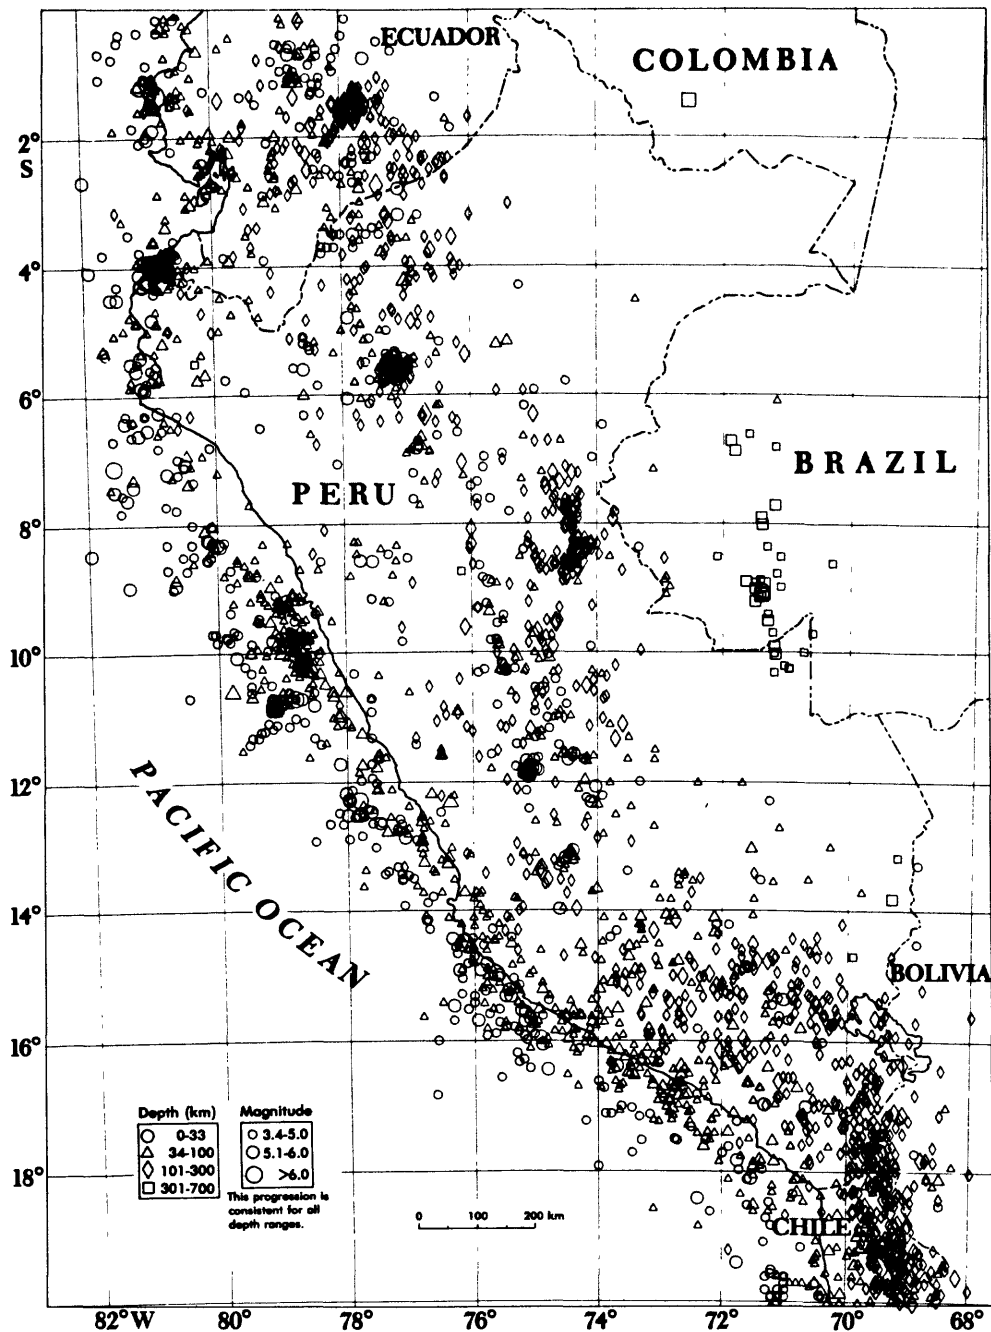 ECUADOR
COLOMBIA
2°
S
4°
6°
BRAZIL
PERU
8°
10°
12°
PACIFIC OCEAN
14°
BOLIVIA
16°
Depth (km)
0-33
34-100
101-300
301-700
Magnitude
3.4-5.0
5.1-6.0
>6.0
This progression is
consistent for all
depth ranges.
18°
0 100 200 km
CHILE
82°W 80° 78° 76° 74° 72° 70° 68°